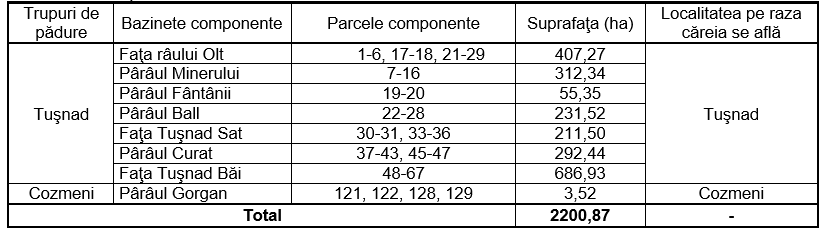 Trupuri de pădure | Bazinete componente | Parcele componente | Suprafaţa (ha) | Localitatea pe raza căreia se află
Tuşnad | Faţa râului Olt | 1-6, 17-18, 21-29 | 407,27 | Tuşnad
Pârâul Minerului | 7-16 | 312,34
Pârâul Fântânii | 19-20 | 55,35
Pârâul Ball | 22-28 | 231,52
Faţa Tuşnad Sat | 30-31, 33-36 | 211,50
Pârâul Curat | 37-43, 45-47 | 292,44
Faţa Tuşnad Băi | 48-67 | 686,93
Cozmeni | Pârâul Gorgan | 121, 122, 128, 129 | 3,52 | Cozmeni
Total | 2200,87 | -